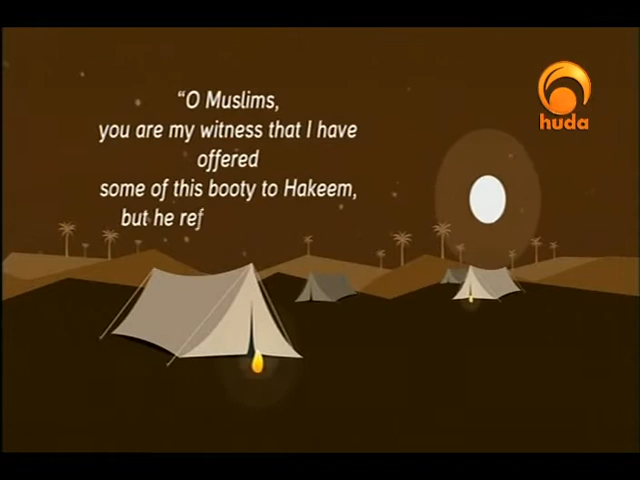 “O Muslims,
you are my witness that I have
offered
some of this booty to Hakeem,
but he ref
huda